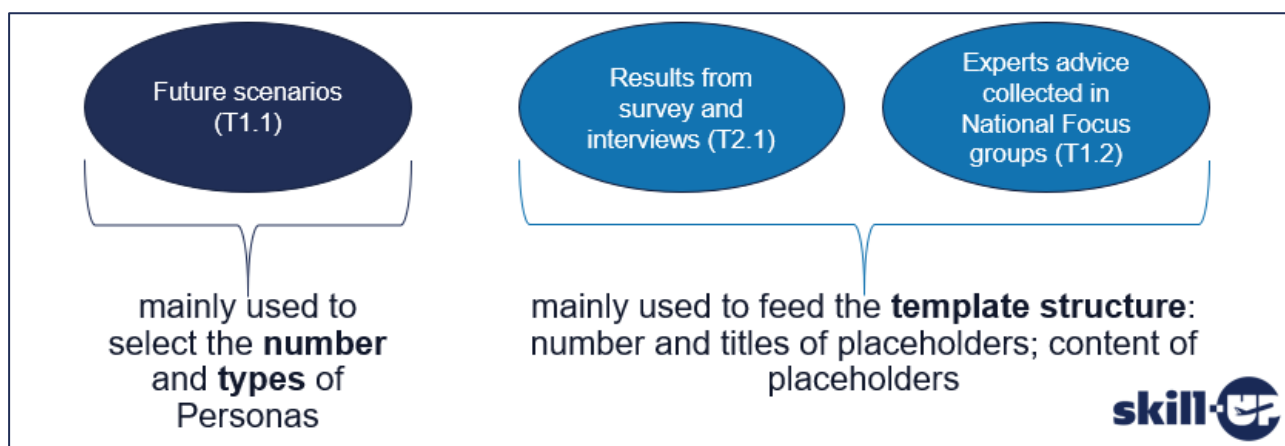 Future scenarios
(T1.1)
Results from
survey and
interviews (T2.1)
Experts advice
collected in
National Focus
groups (T1.2)
mainly used to
select the number
and types of
Personas
mainly used to feed the template structure:
number and titles of placeholders; content of
placeholders
skill-UP